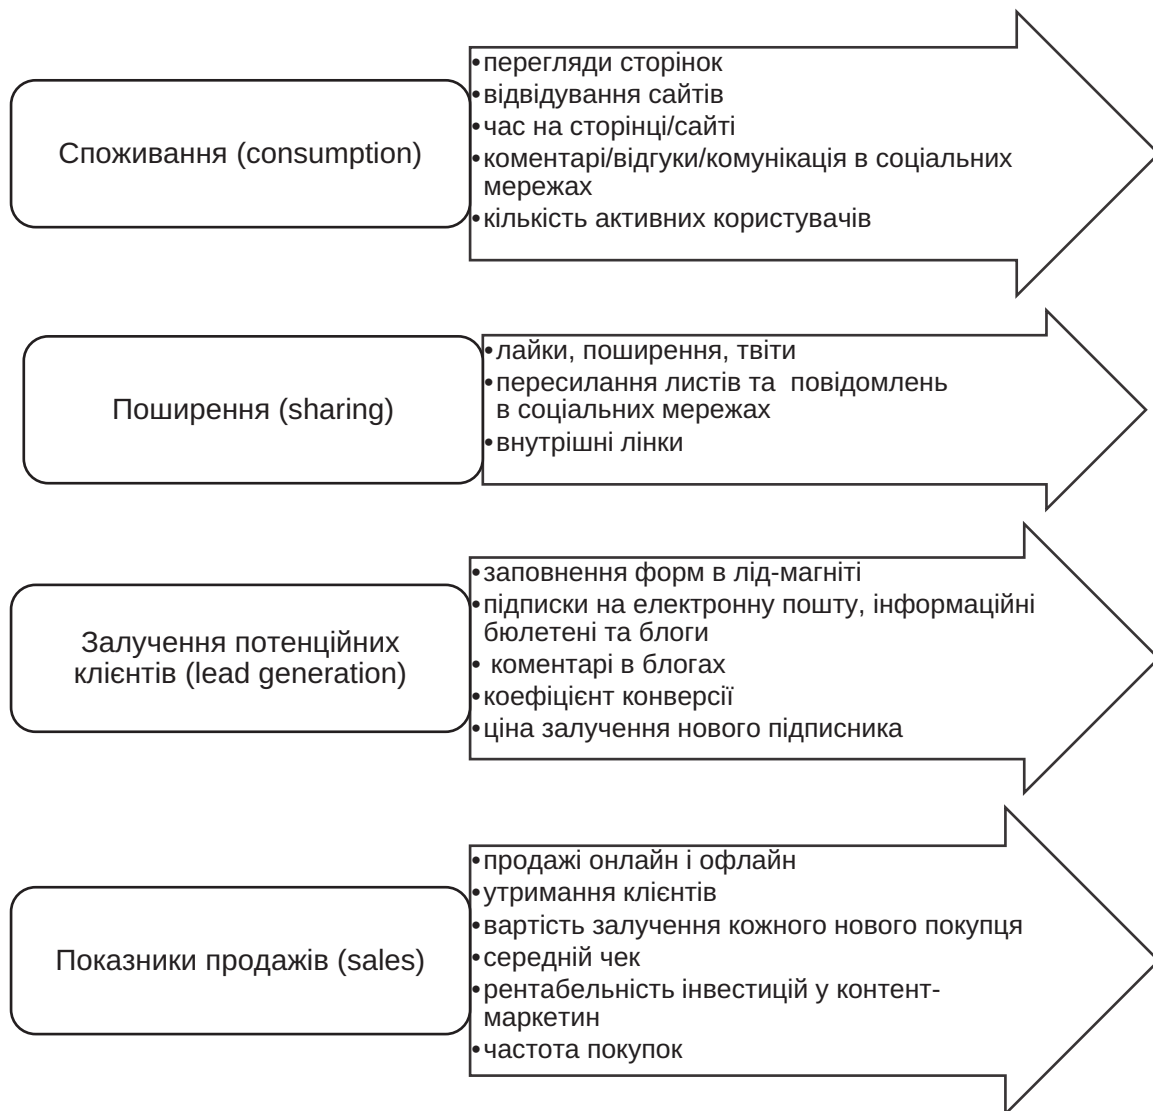 Споживання (consumption)
•перегляди сторінок
•відвідування сайтів
•час на сторінці/сайті
•коментарі/відгуки/комунікація в соціальних
мережах
•кількість активних користувачів
Поширення (sharing)
•лайки, поширення, твіти
•пересилання листів та повідомлень
в соціальних мережах
•внутрішні лінки
Залучення потенційних
клієнтів (lead generation)
•заповнення форм в лід-магніті
•підписки на електронну пошту, інформаційні
бюлетені та блоги
• коментарі в блогах
•коефіцієнт конверсії
•ціна залучення нового підписника
Показники продажів (sales)
•продажі онлайн і офлайн
•утримання клієнтів
•вартість залучення кожного нового покупця
•середній чек
•рентабельність інвестицій у контент-
маркетин
•частота покупок